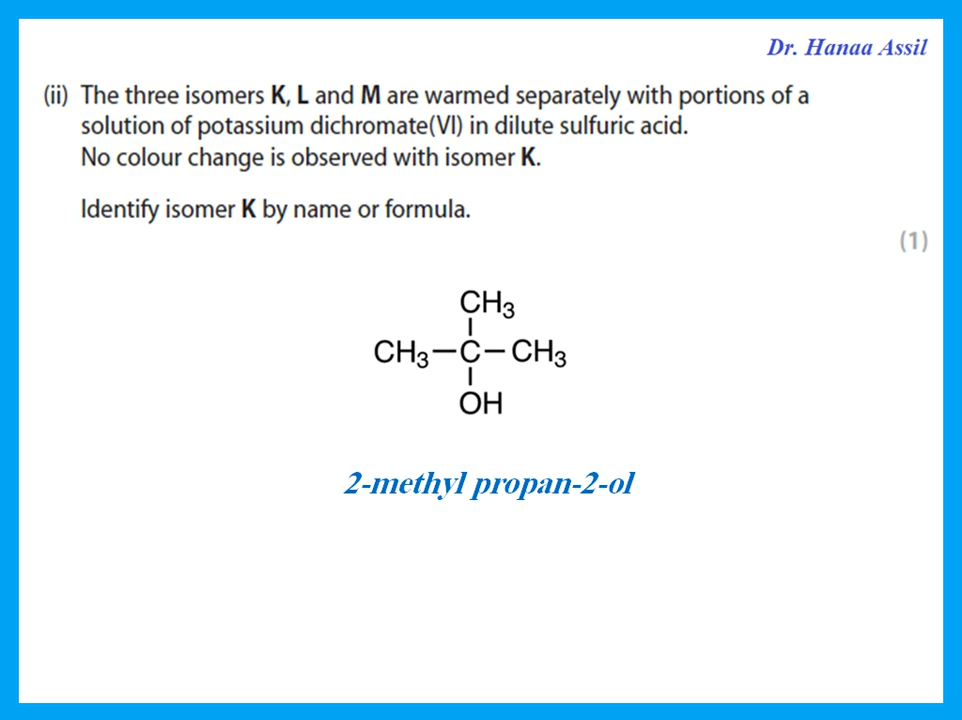 Dr. Hanaa Assil
(ii) The three isomers K, L and M are warmed separately with portions of a
solution of potassium dichromate(VI) in dilute sulfuric acid.
No colour change is observed with isomer K.
Identify isomer K by name or formula.
(1)
CH3
CH3—C—CH3
OH
2-methyl propan-2-ol